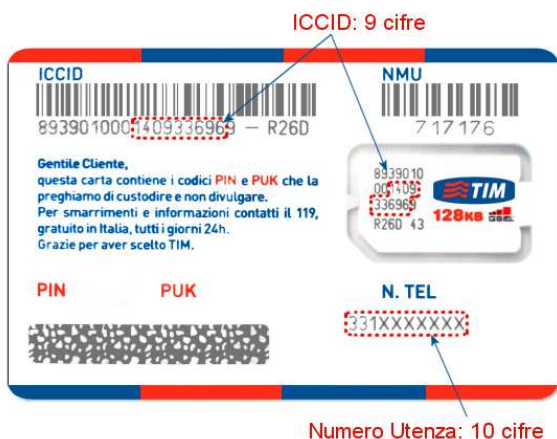 ICCID: 9 cifre
ICCID
NMU
8939010001409336969 – R26D
717176
Gentile Cliente,
questa carta contiene i codici PIN e PUK che la
preghiamo di custodire e non divulgare.
Per smarrimenti e informazioni contatti il 119,
gratuito in Italia, tutti i giorni 24h.
Grazie per aver scelto TIM.
8939010
001409
336969
R26D 43
TIM
128KB
PIN
PUK
N. TEL
331XXXXXXX
Numero Utenza: 10 cifre